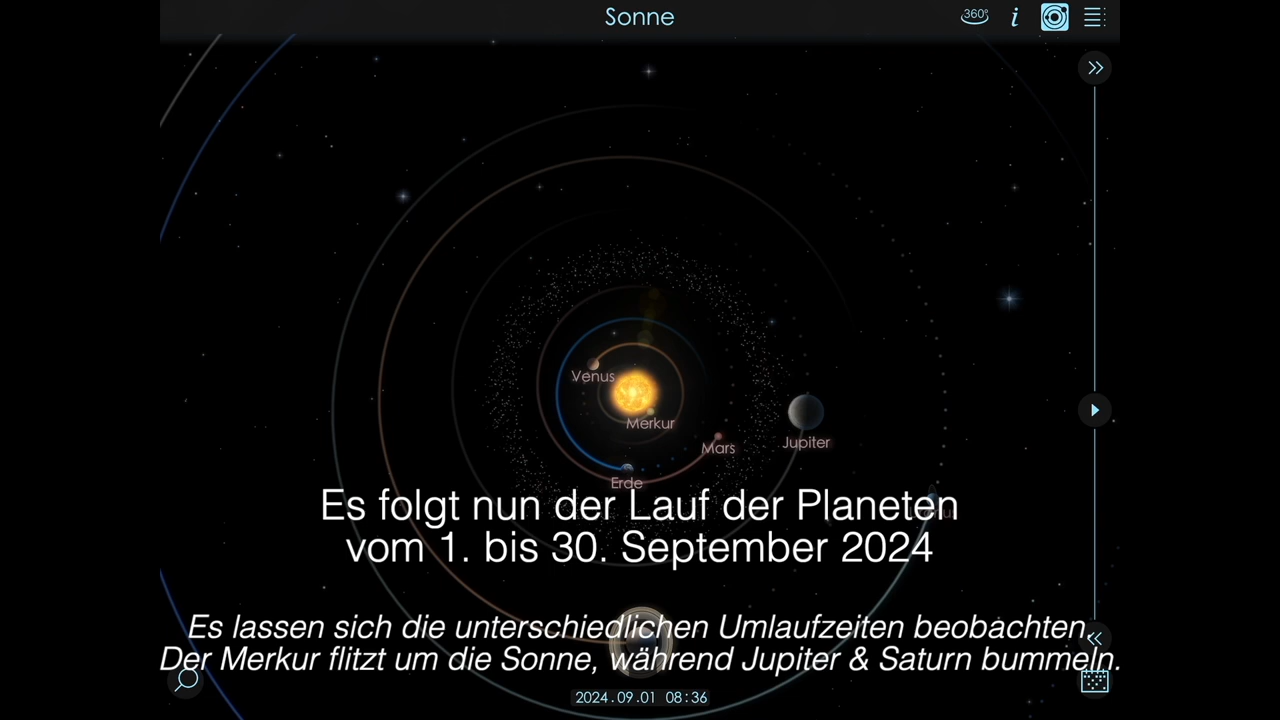 Sonne
360°
i
Venus
Merkur
Mars
Jupiter
Erde
Es folgt nun der Lauf der Planeten
vom 1. bis 30. September 2024
Es lassen sich die unterschiedlichen Umlaufzeiten beobachten.
Der Merkur flitzt um die Sonne, während Jupiter & Saturn bummeln.
2024.09.01 08:36